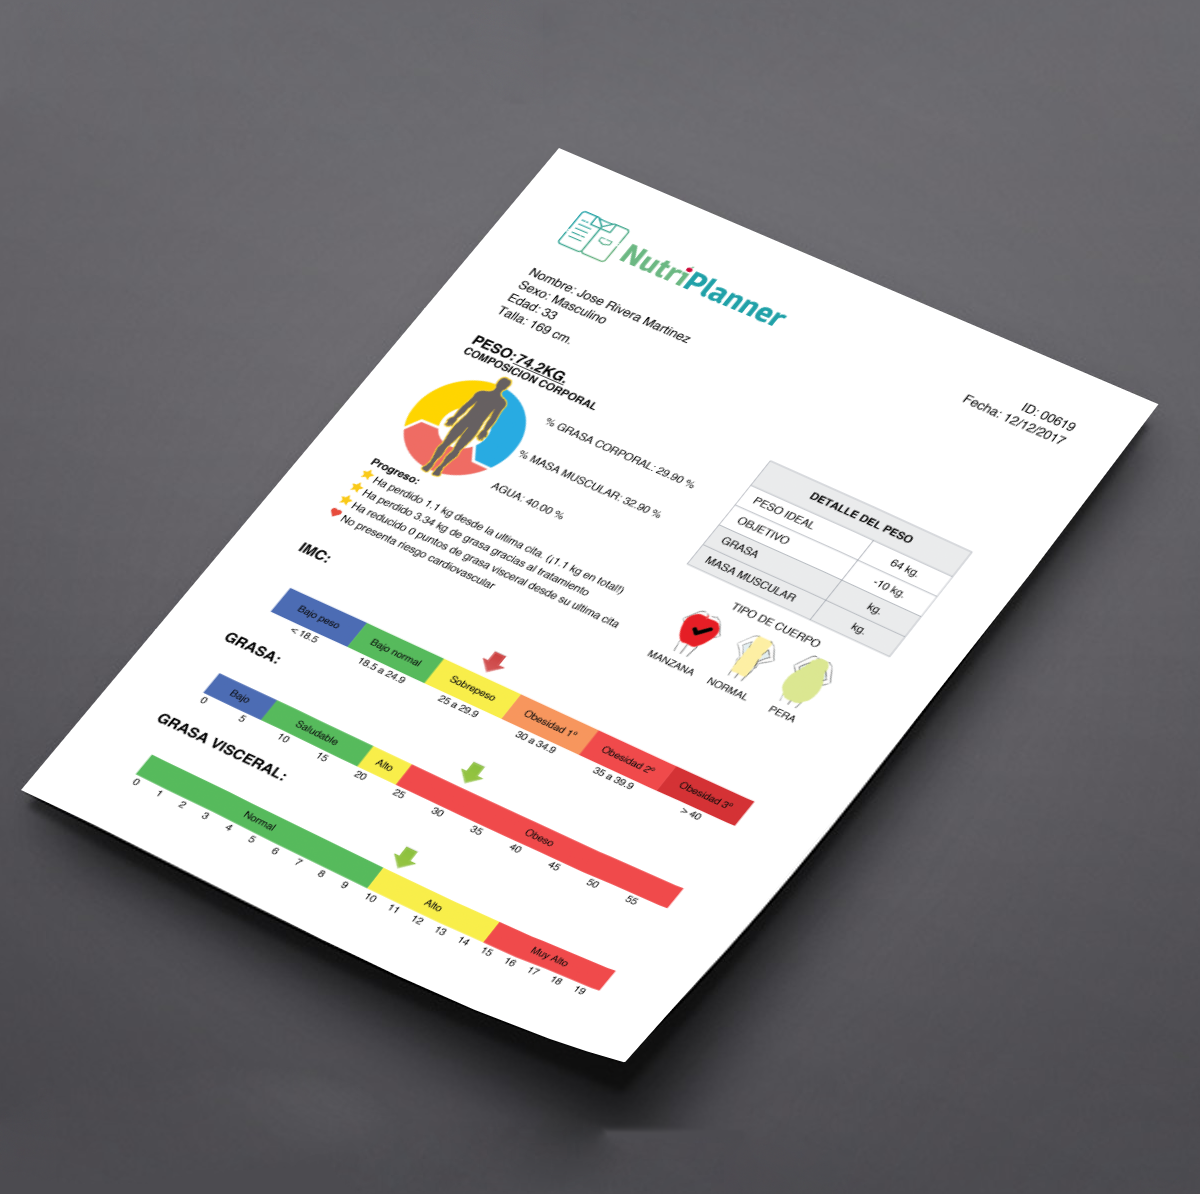 NutriPlanner
Nombre: Jose Rivera Martinez
Sexo: Masculino
Edad: 33
Talla: 169 cm.
ID: 00619
Fecha: 12/12/2017
PESO:74.2KG.
COMPOSICION CORPORAL
% GRASA CORPORAL: 29.90 %
% MASA MUSCULAR: 32.90 %
AGUA: 40.00 %
DETALLE DEL PESO
PESO IDEAL 64 kg.
OBJETIVO -10 kg.
GRASA kg.
MASA MUSCULAR kg.
TIPO DE CUERPO
MANZANA NORMAL PERA
Progreso:
Ha perdido 1.1 kg desde la ultima cita. (¡1.1 kg en total!)
Ha perdido 3.34 kg de grasa gracias al tratamiento
Ha reducido 0 puntos de grasa visceral desde su ultima cita
No presenta riesgo cardiovascular
IMC:
Bajo peso Bajo normal Sobrepeso Obesidad 1º Obesidad 2º Obesidad 3º
< 18.5 18.5 a 24.9 25 a 29.9 30 a 34.9 35 a 39.9 > 40
GRASA:
Bajo Saludable Alto Obeso
0 5 10 15 20 25 30 35 40 45 50 55
GRASA VISCERAL:
Normal Alto Muy Alto
0 1 2 3 4 5 6 7 8 9 10 11 12 13 14 15 16 17 18 19